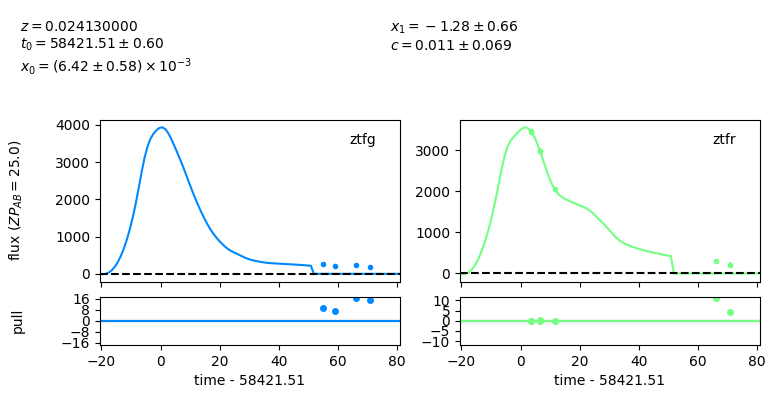 z = 0.024130000
t₀ = 58421.51 ± 0.60
x₀ = (6.42 ± 0.58) × 10⁻³
x₁ = −1.28 ± 0.66
c = 0.011 ± 0.069
flux (ZP_AB = 25.0)
4000
3000
2000
1000
0
ztfg
3000
2000
1000
0
ztfr
pull
16
8
0
−8
−16
−20
0
20
40
60
80
time - 58421.51
10
5
0
−5
−10
−20
0
20
40
60
80
time - 58421.51